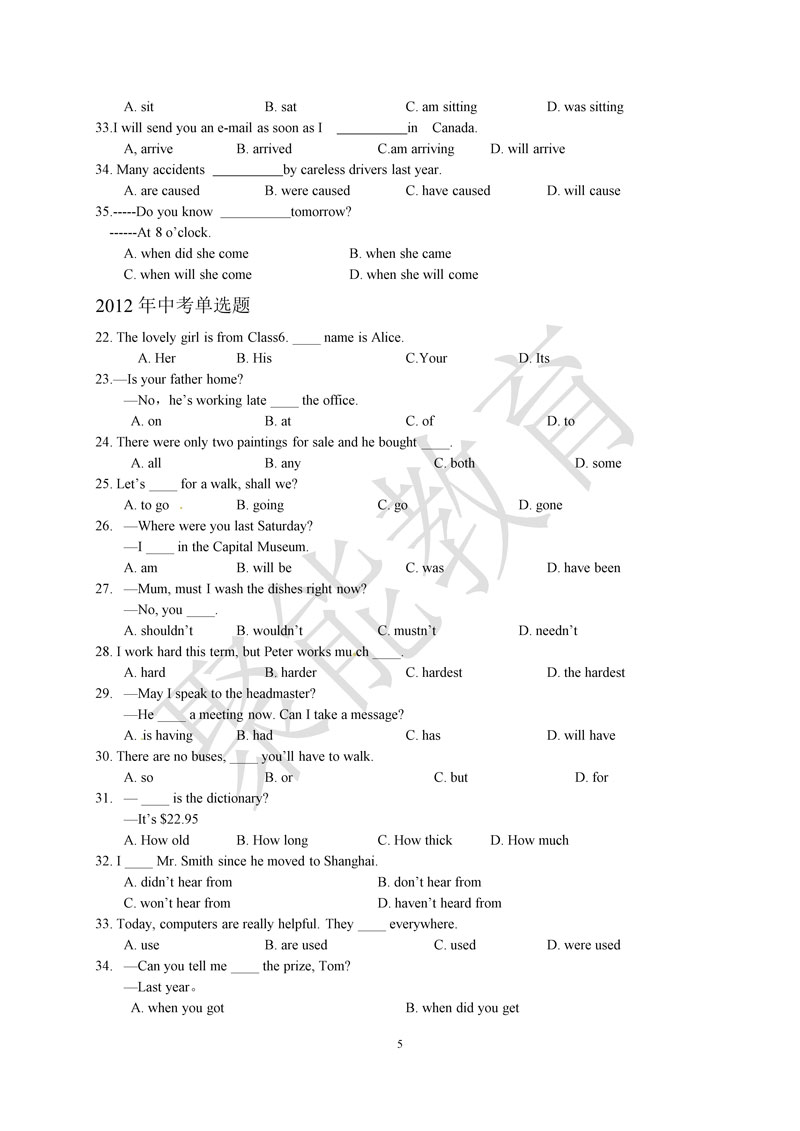 A. sit B. sat C. am sitting D. was sitting
33.I will send you an e-mail as soon as I __________in Canada.
A, arrive B. arrived C.am arriving D. will arrive
34. Many accidents __________by careless drivers last year.
A. are caused B. were caused C. have caused D. will cause
35.-----Do you know __________tomorrow?
------At 8 o’clock.
A. when did she come B. when she came
C. when will she come D. when she will come
2012 年中考单选题
22. The lovely girl is from Class6. ____ name is Alice.
A. Her B. His C.Your D. Its
23.—Is your father home?
—No，he’s working late ____ the office.
A. on B. at C. of D. to
24. There were only two paintings for sale and he bought ____.
A. all B. any C. both D. some
25. Let’s ____ for a walk, shall we?
A. to go B. going C. go D. gone
26. —Where were you last Saturday?
—I ____ in the Capital Museum.
A. am B. will be C. was D. have been
27. —Mum, must I wash the dishes right now?
—No, you ____.
A. shouldn’t B. wouldn’t C. mustn’t D. needn’t
28. I work hard this term, but Peter works mu ch ____.
A. hard B. harder C. hardest D. the hardest
29. —May I speak to the headmaster?
—He ____ a meeting now. Can I take a message?
A. is having B. had C. has D. will have
30. There are no buses, ____ you’ll have to walk.
A. so B. or C. but D. for
31. — ____ is the dictionary?
—It’s $22.95
A. How old B. How long C. How thick D. How much
32. I ____ Mr. Smith since he moved to Shanghai.
A. didn’t hear from B. don’t hear from
C. won’t hear from D. haven’t heard from
33. Today, computers are really helpful. They ____ everywhere.
A. use B. are used C. used D. were used
34. —Can you tell me ____ the prize, Tom?
—Last year。
A. when you got B. when did you get
5
聚能教育